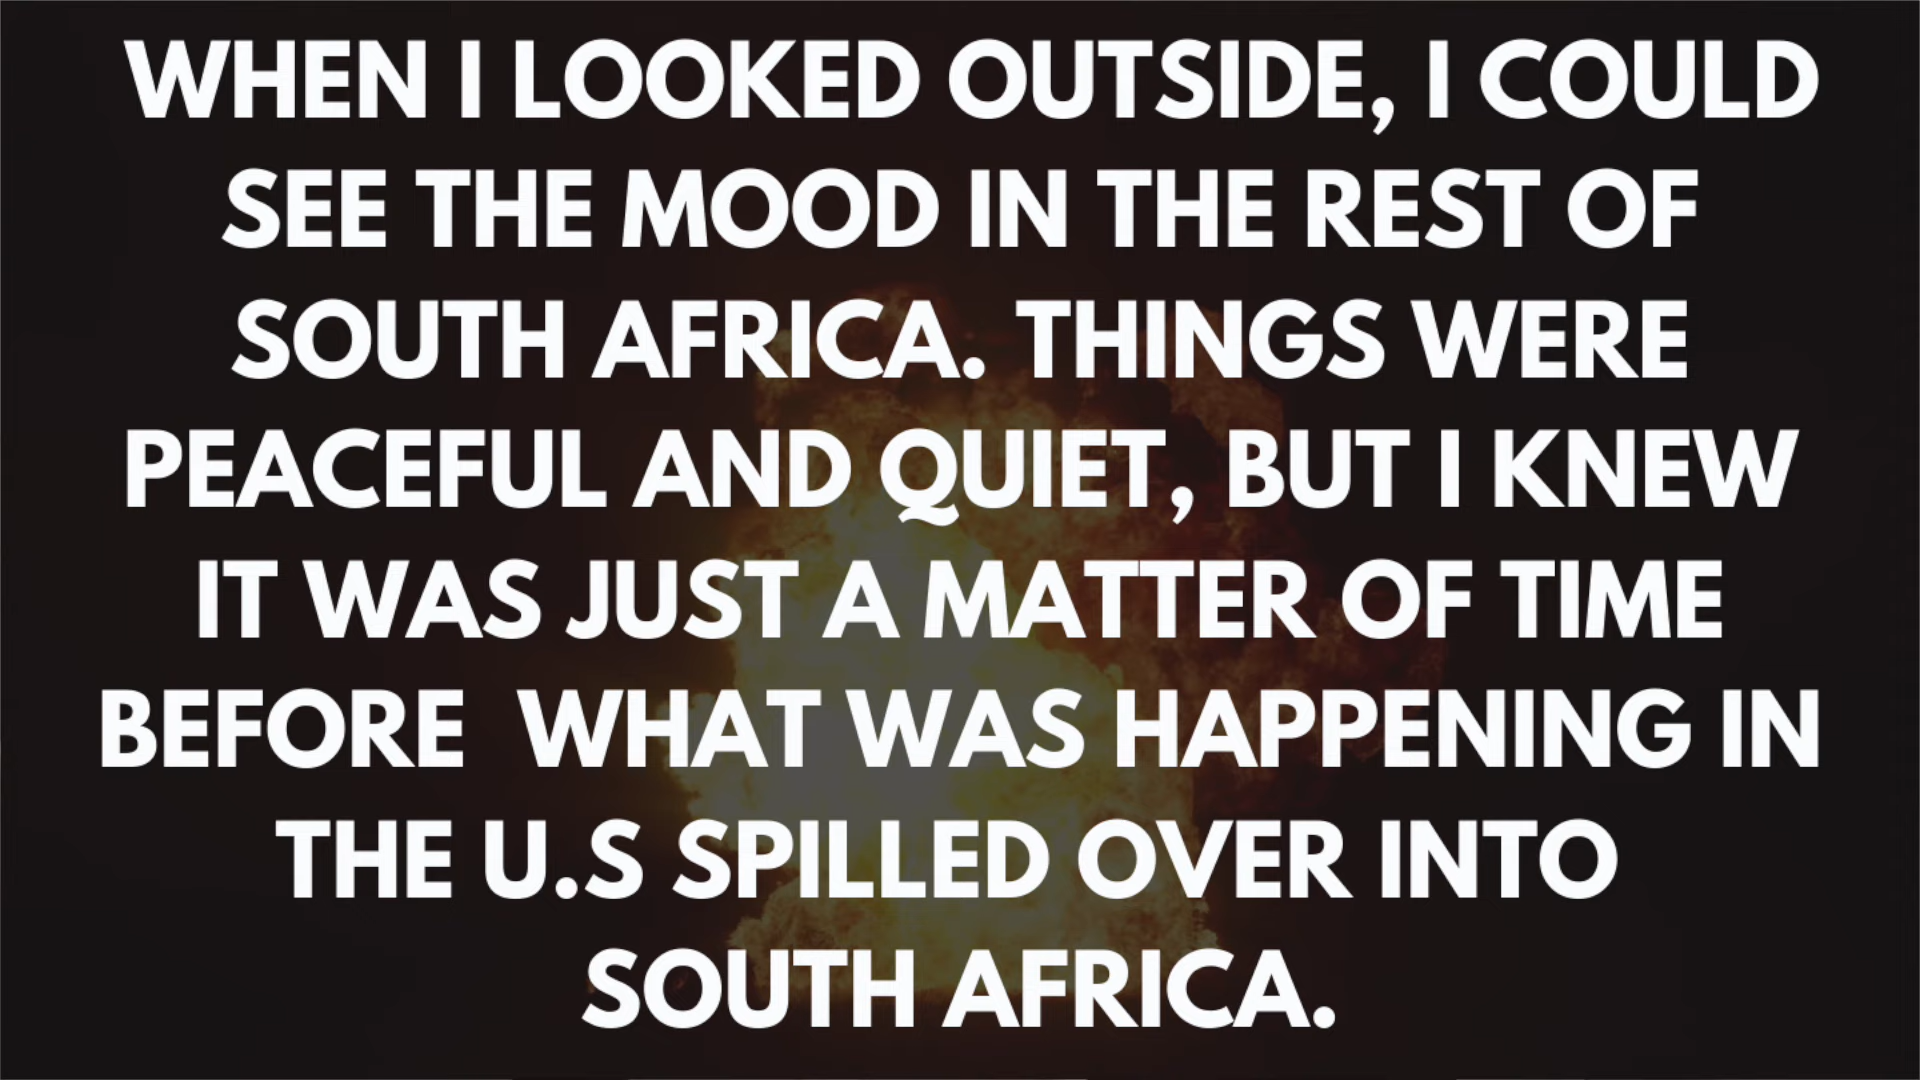 WHEN I LOOKED OUTSIDE, I COULD
SEE THE MOOD IN THE REST OF
SOUTH AFRICA. THINGS WERE
PEACEFUL AND QUIET, BUT I KNEW
IT WAS JUST A MATTER OF TIME
BEFORE  WHAT WAS HAPPENING IN
THE U.S SPILLED OVER INTO
SOUTH AFRICA.